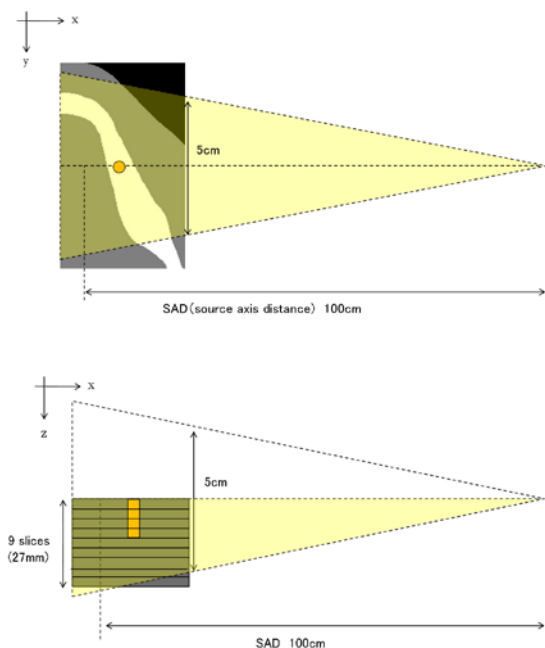 x
y
5cm
SAD(source axis distance) 100cm
x
z
5cm
9 slices
(27mm)
SAD 100cm